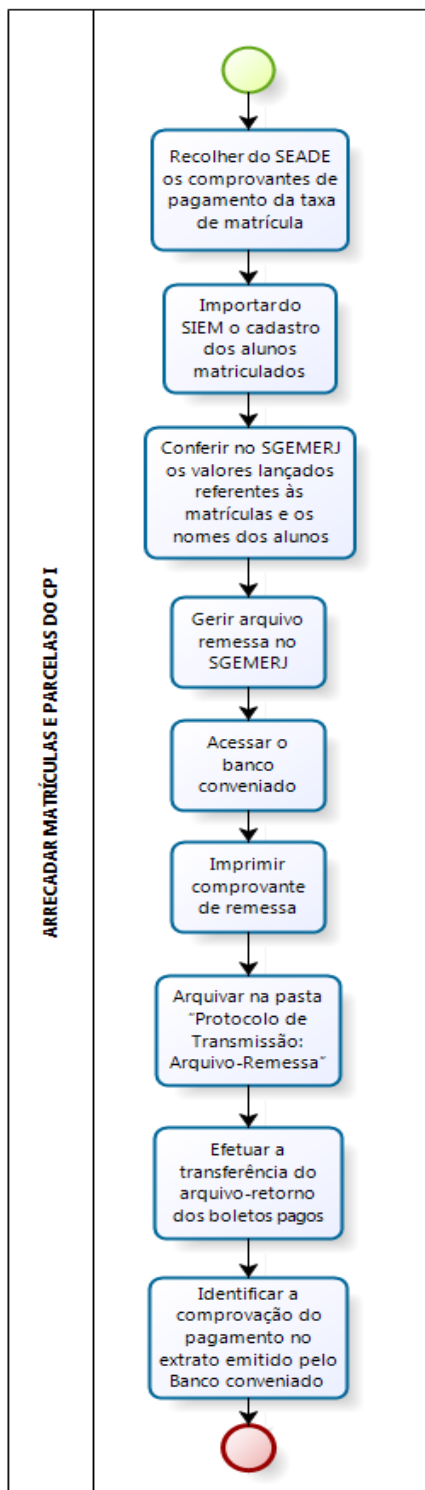 ARRECADAR MATRÍCULAS E PARCELAS DO CP I
Recolher do SEADE
os comprovantes de
pagamento da taxa
de matrícula
Importar do
SIEM o cadastro
dos alunos
matriculados
Conferir no SGEMERJ
os valores lançados
referentes às
matrículas e os
nomes dos alunos
Gerir arquivo
remessa no
SGEMERJ
Acessar o
banco
conveniado
Imprimir
comprovante
de remessa
Arquivar na pasta
“Protocolo de
Transmissão:
Arquivo-Remessa”
Efetuar a
transferência do
arquivo-retorno
dos boletos pagos
Identificar a
comprovação do
pagamento no
extrato emitido pelo
Banco conveniado